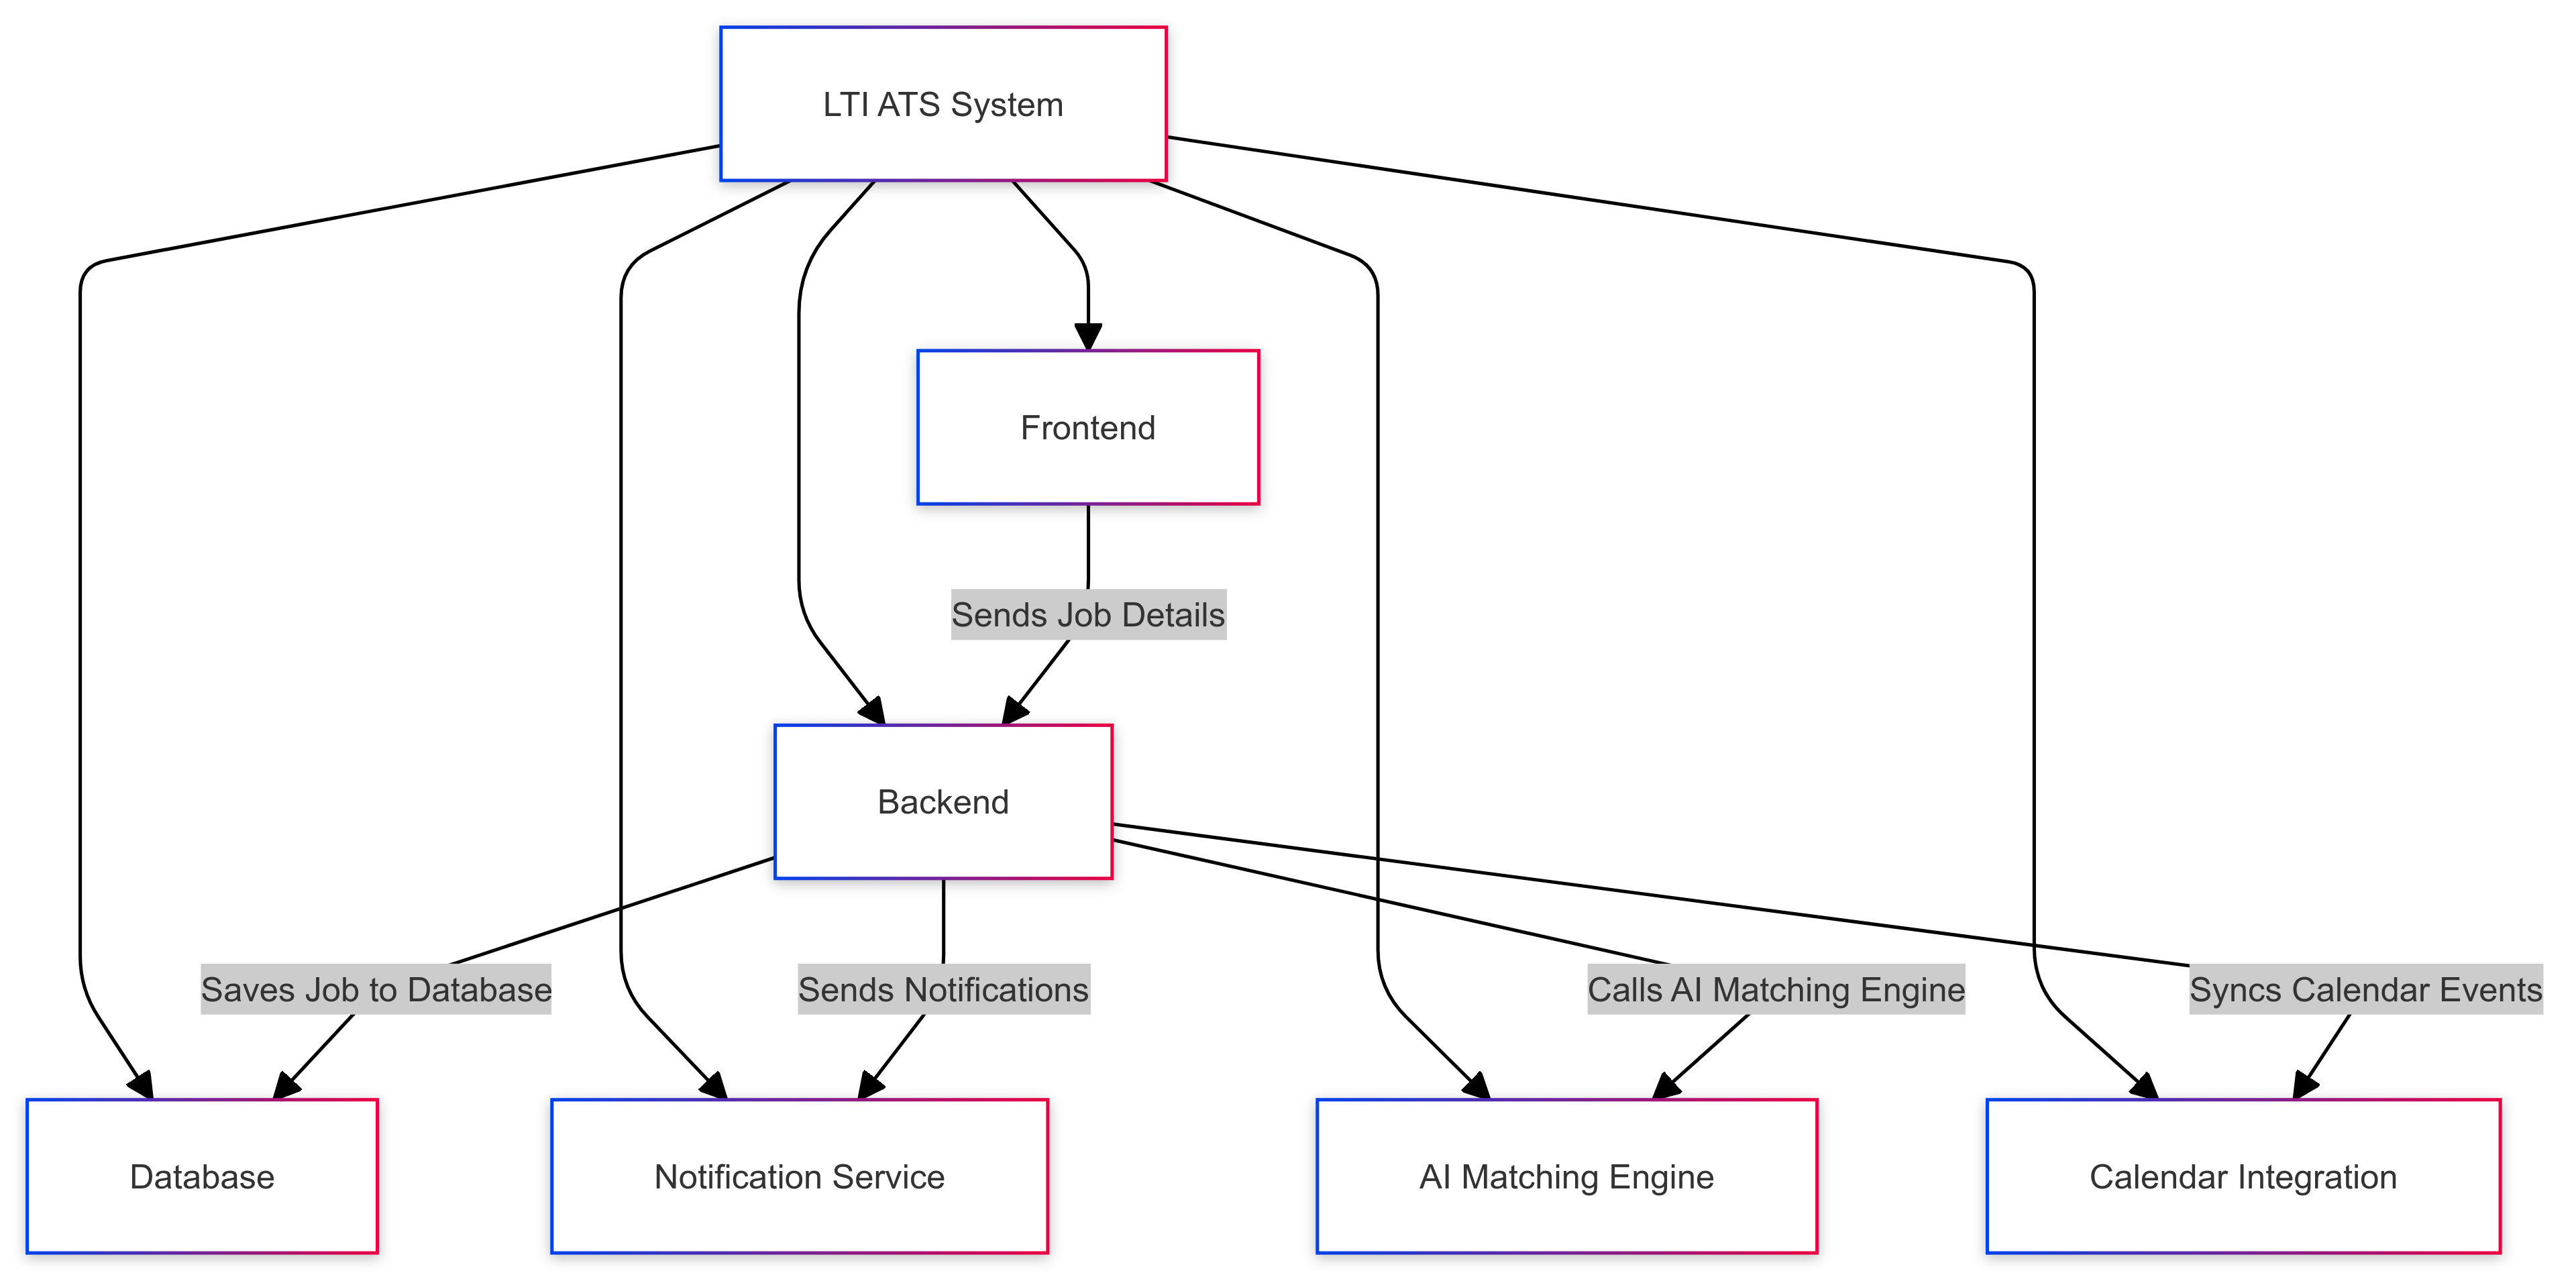 LTI ATS System
Frontend
Sends Job Details
Backend
Saves Job to Database
Sends Notifications
Calls AI Matching Engine
Syncs Calendar Events
Database
Notification Service
AI Matching Engine
Calendar Integration